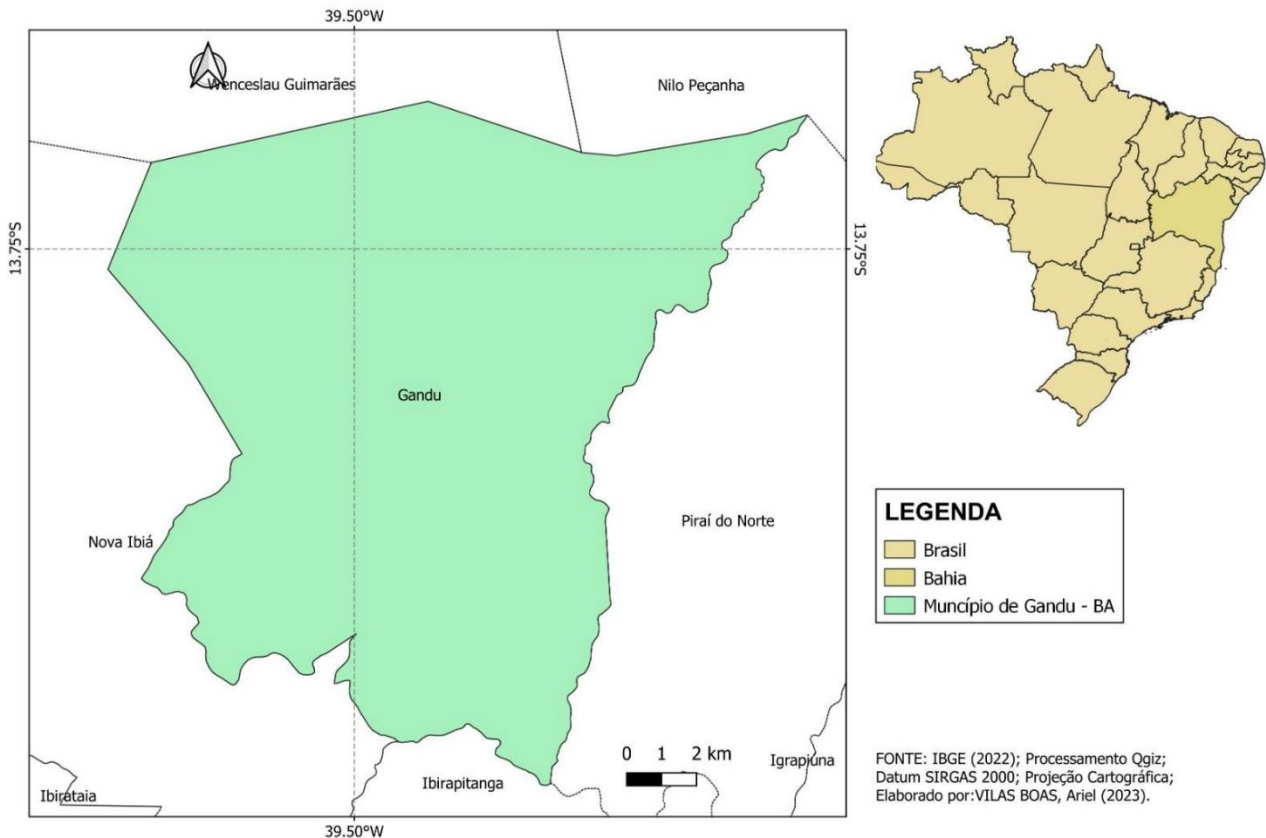 39.50°W
Wenceslau Guimarães
Nilo Peçanha
13.75°S
13.75°S
Gandu
Nova Ibiá
Piraí do Norte
0 1 2 km
Igrapiúna
Ibirapitanga
Ibirataia
39.50°W
LEGENDA
Brasil
Bahia
Muncípio de Gandu - BA
FONTE: IBGE (2022); Processamento Qgiz;
Datum SIRGAS 2000; Projeção Cartográfica;
Elaborado por:VILAS BOAS, Ariel (2023).